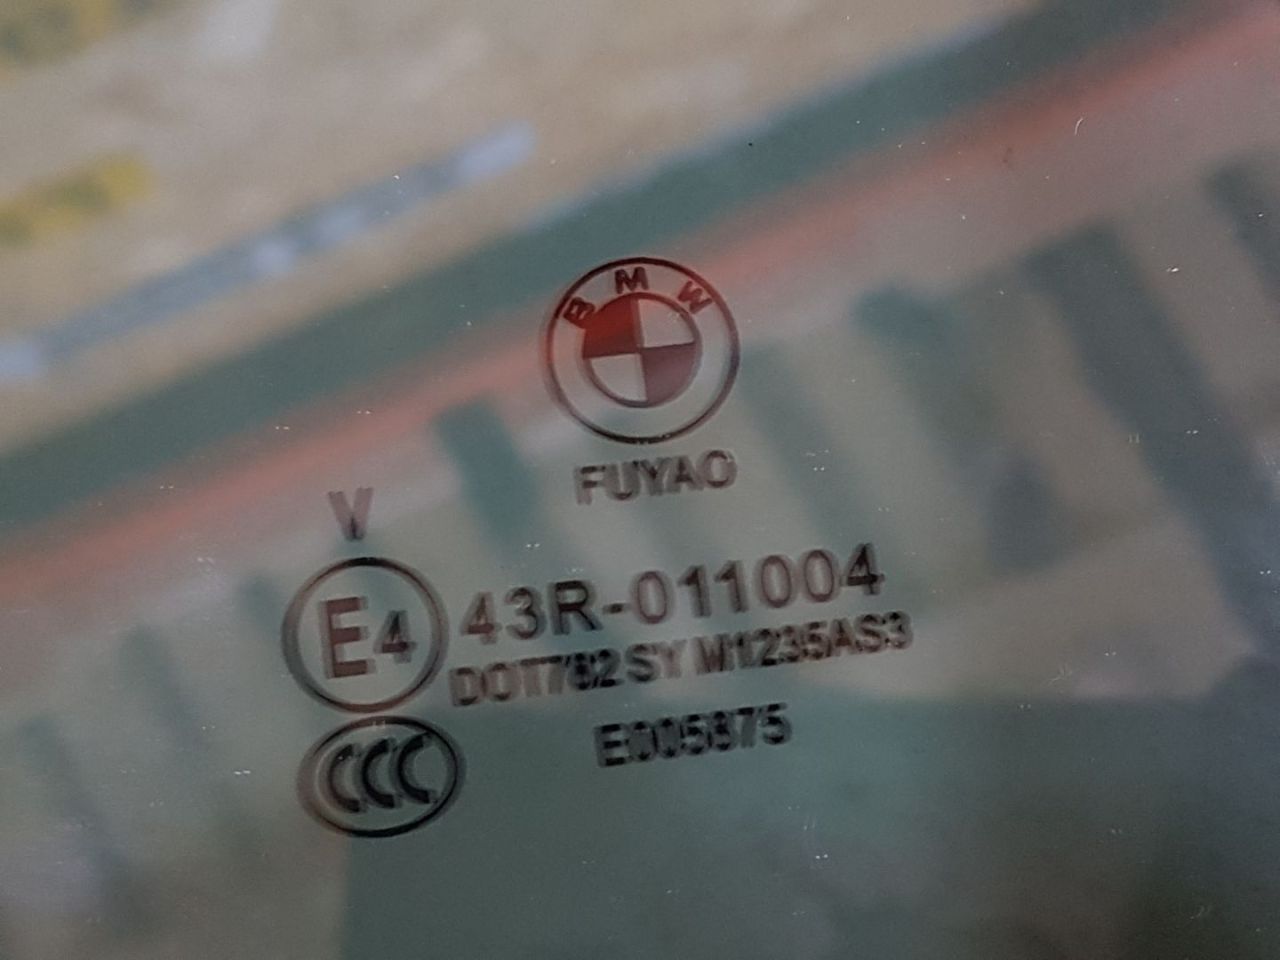 BMW
FUYAO
V
E4 43R-011004
DOT782 SY M1235AS3
CCC E005875